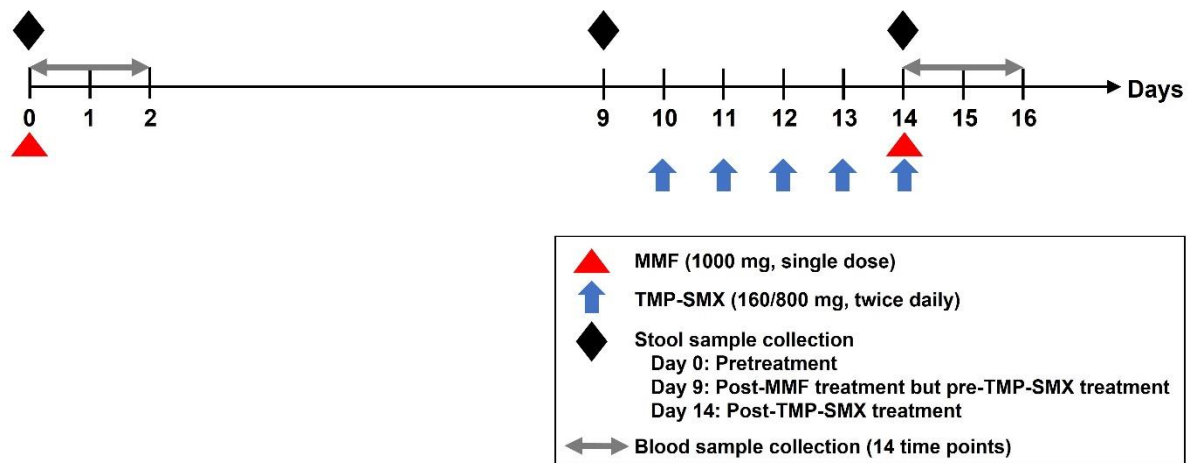 0 1 2 9 10 11 12 13 14 15 16 Days
MMF (1000 mg, single dose)
TMP-SMX (160/800 mg, twice daily)
Stool sample collection
Day 0: Pretreatment
Day 9: Post-MMF treatment but pre-TMP-SMX treatment
Day 14: Post-TMP-SMX treatment
Blood sample collection (14 time points)